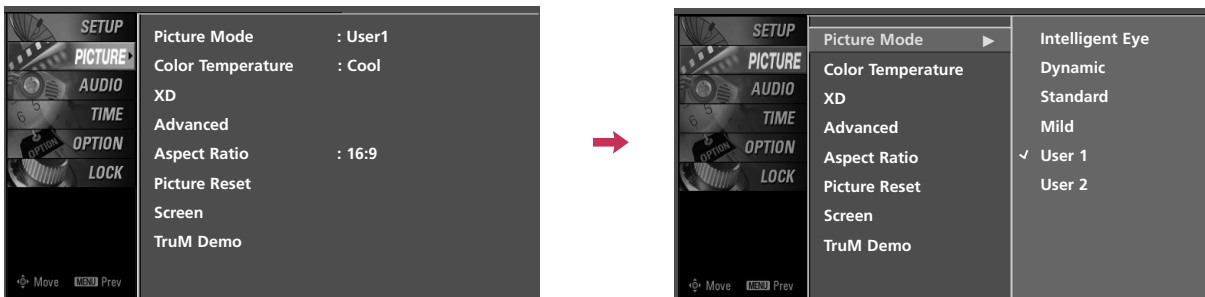 SETUP
PICTURE
AUDIO
TIME
OPTION
LOCK
Picture Mode : User1
Color Temperature : Cool
XD
Advanced
Aspect Ratio : 16:9
Picture Reset
Screen
TruM Demo
Move MENU Prev
SETUP
PICTURE
AUDIO
TIME
OPTION
LOCK
Picture Mode
Color Temperature
XD
Advanced
Aspect Ratio
Picture Reset
Screen
TruM Demo
Intelligent Eye
Dynamic
Standard
Mild
User 1
User 2
Move MENU Prev